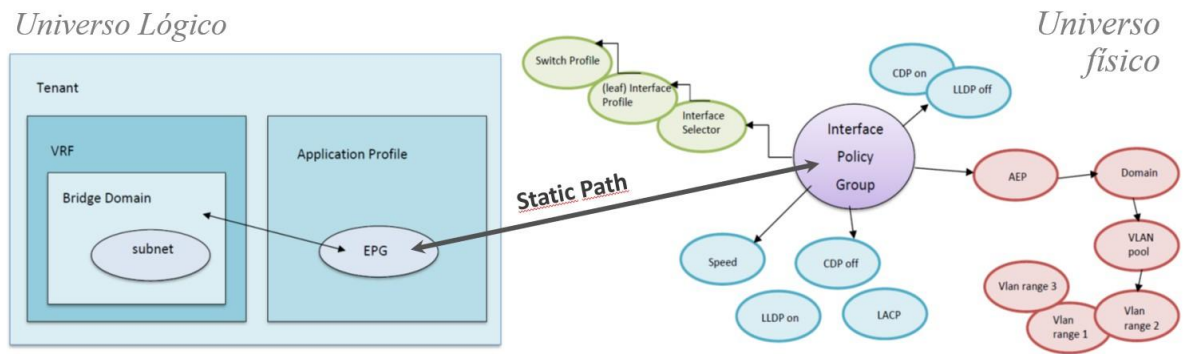 Universo Lógico
Tenant
VRF
Bridge Domain
subnet
Application Profile
EPG
Static Path
Universo
físico
Switch Profile
(leaf) Interface
Profile
Interface
Selector
Interface
Policy
Group
CDP on
LLDP off
AEP
Domain
VLAN
pool
Vlan range 3
Vlan
range 1
Vlan
range 2
Speed
CDP off
LLDP on
LACP